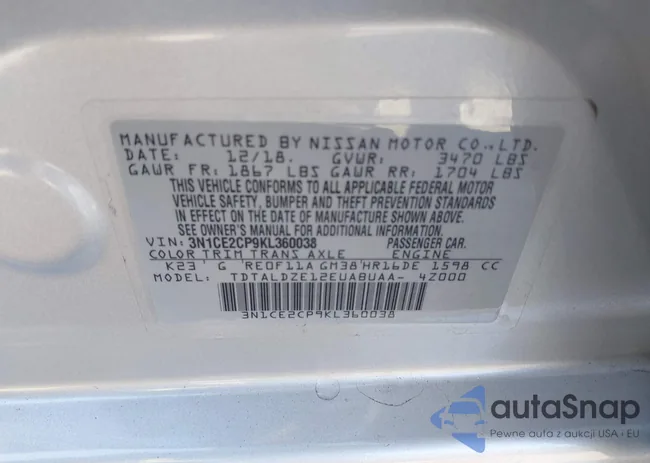 MANUFACTURED BY NISSAN MOTOR CO.,LTD.
DATE: 12/18. GVWR: 3470 LBS
GAWR FR: 1867 LBS GAWR RR: 1704 LBS
THIS VEHICLE CONFORMS TO ALL APPLICABLE FEDERAL MOTOR
VEHICLE SAFETY, BUMPER AND THEFT PREVENTION STANDARDS
IN EFFECT ON THE DATE OF MANUFACTURE SHOWN ABOVE.
SEE OWNER'S MANUAL FOR ADDITIONAL INFORMATION.
VIN: 3N1CE2CP9KL360038 PASSENGER CAR.
COLOR TRIM TRANS AXLE ENGINE
K23 G RE0F11A GM38 HR16DE 1598 CC
MODEL: TDTALDZE12EUABUAA- 4Z000
3N1CE2CP9KL360038
autaSnap
Pewne auta z aukcji USA i EU